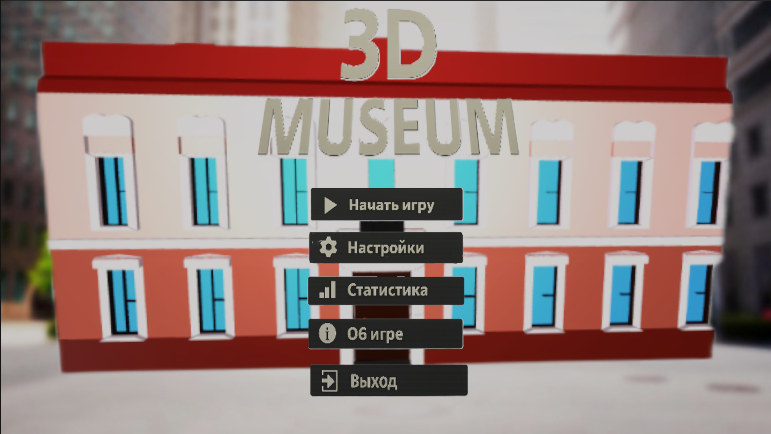 3D
MUSEUM
Начать игру
Настройки
Статистика
Об игре
Выход